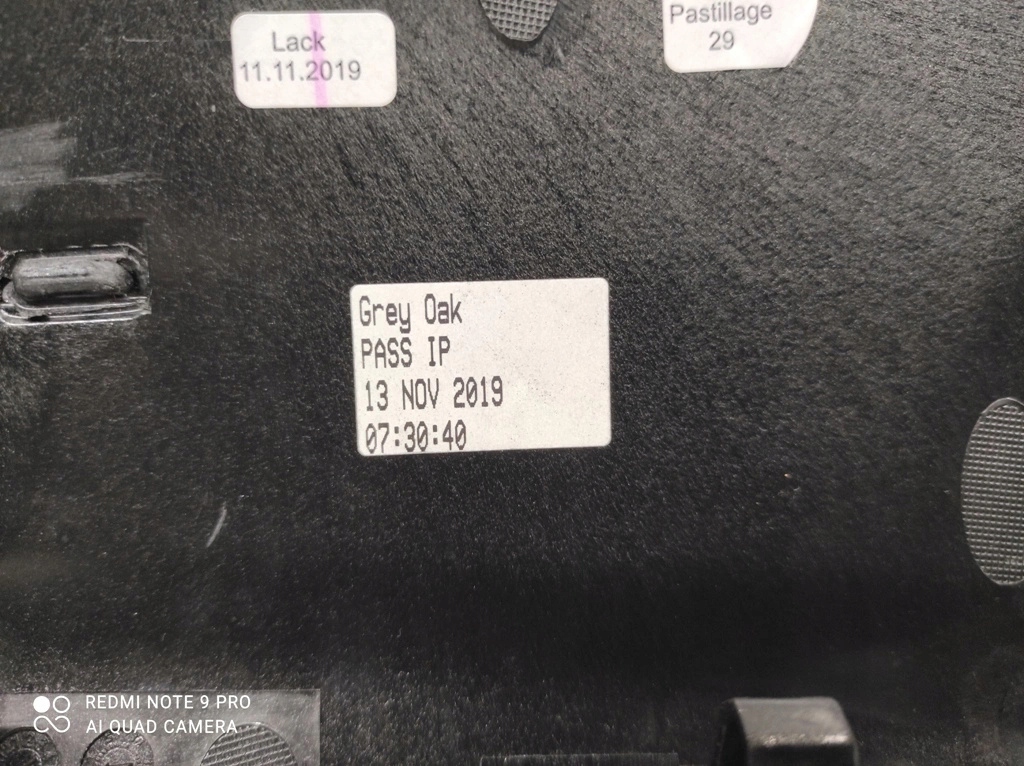 Lack
11.11.2019
Pastillage
29
Grey Oak
PASS IP
13 NOV 2019
07:30:40
REDMI NOTE 9 PRO
AI QUAD CAMERA